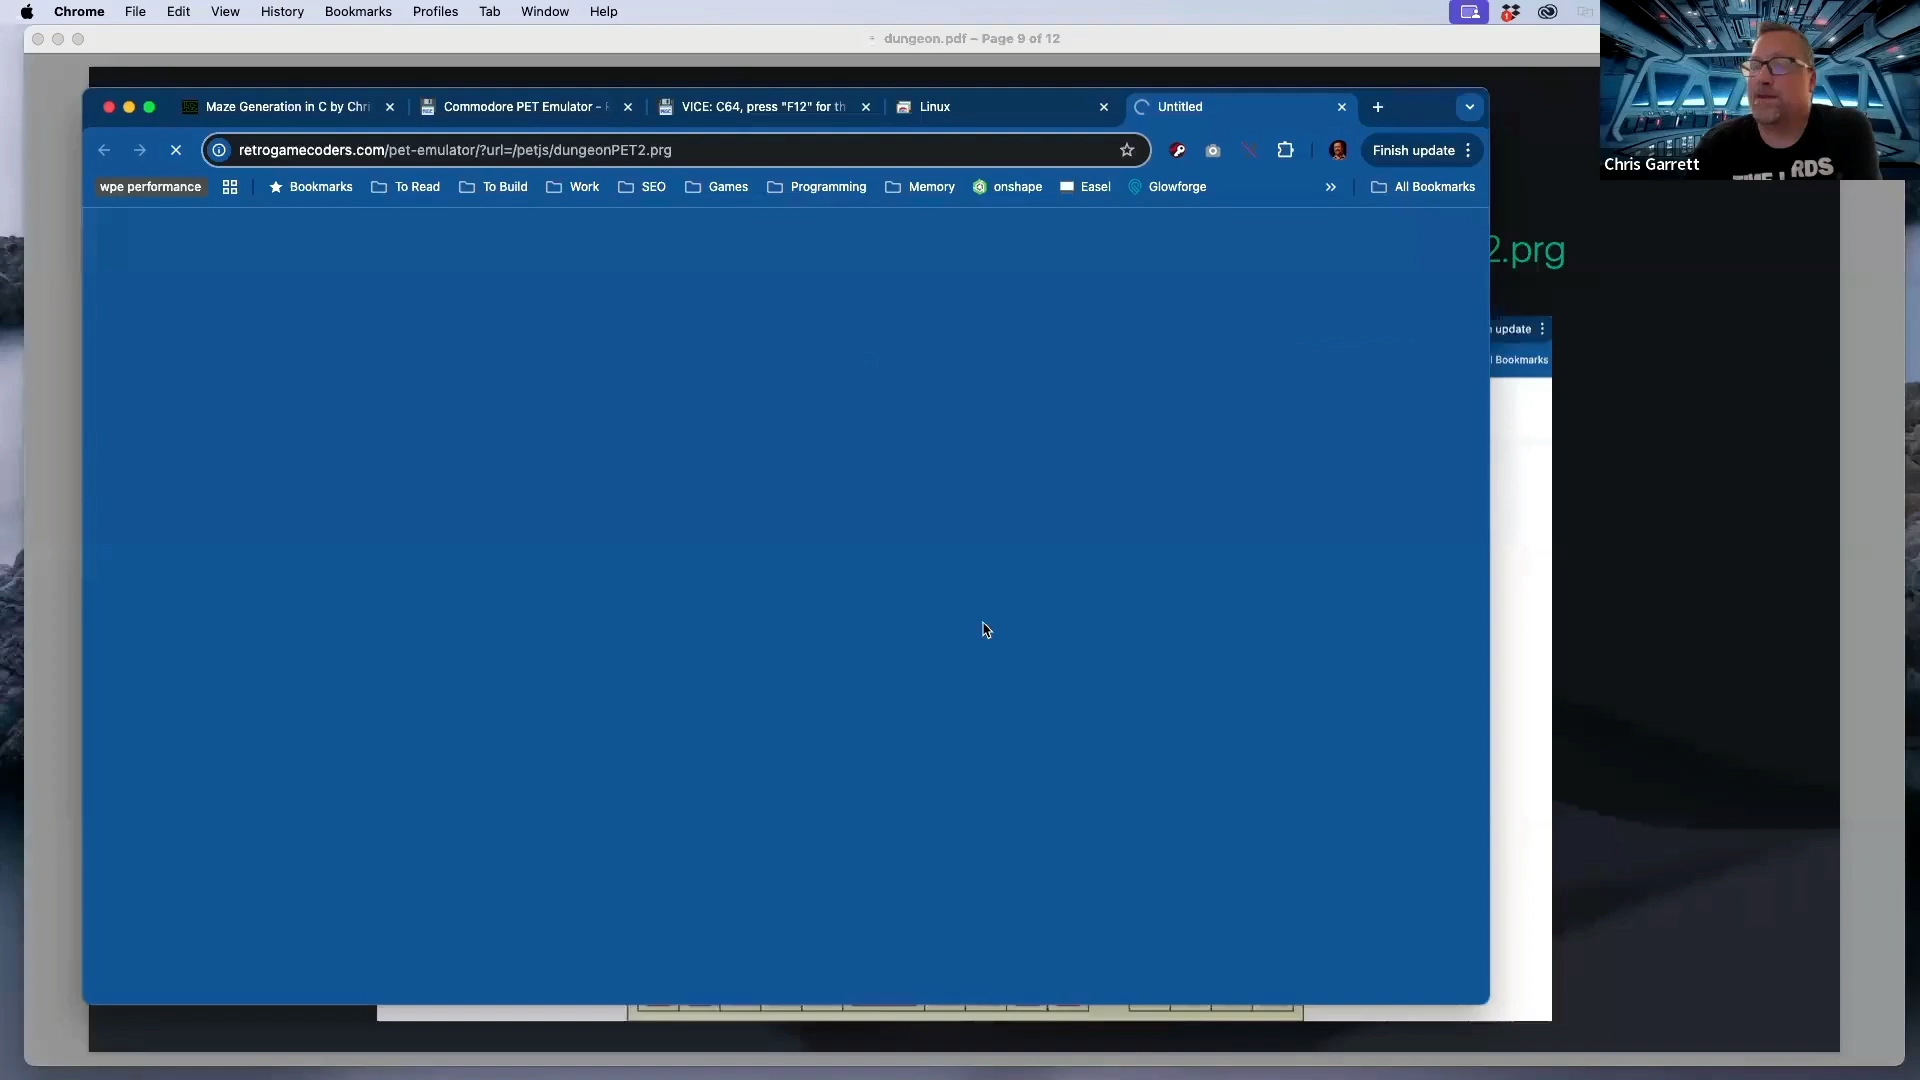 Chrome File Edit View History Bookmarks Profiles Tab Window Help
dungeon.pdf – Page 9 of 12
Maze Generation in C by Chri
Commodore PET Emulator -
VICE: C64, press "F12" for th
Linux
Untitled
retrogamecoders.com/pet-emulator/?url=/petjs/dungeonPET2.prg
Finish update
wpe performance
Bookmarks
To Read
To Build
Work
SEO
Games
Programming
Memory
onshape
Easel
Glowforge
All Bookmarks
Chris Garrett
TIME L RDS
2.prg
update
Bookmarks